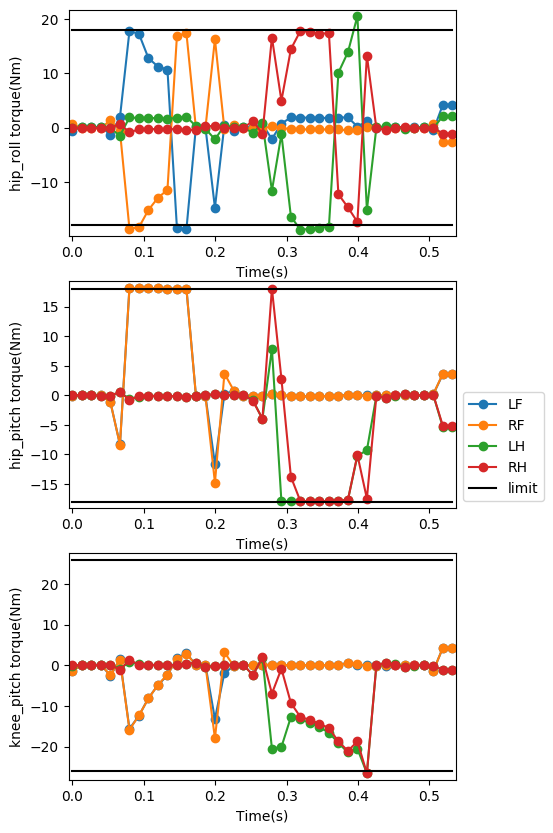 20
10
0
−10
hip_roll torque(Nm)
0.0 0.1 0.2 0.3 0.4 0.5
Time(s)
15
10
5
0
−5
−10
−15
hip_pitch torque(Nm)
0.0 0.1 0.2 0.3 0.4 0.5
Time(s)
LF
RF
LH
RH
limit
20
10
0
−10
−20
knee_pitch torque(Nm)
0.0 0.1 0.2 0.3 0.4 0.5
Time(s)